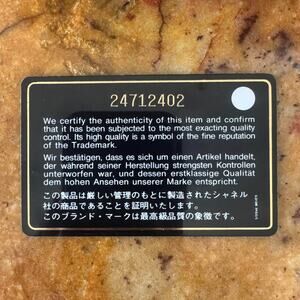 24712402
We certify the authenticity of this item and confirm
that it has been subjected to the most exacting quality
control. Its high quality is a symbol of the fine reputation
of the Trademark.
Wir bestätigen, dass es sich um einen Artikel handelt,
der während seiner Herstellung strengsten Kontrollen
unterworfen war, und dessen erstklassige Qualität
dem hohen Ansehen unserer Marke entspricht.
この製品は厳しい管理のもとに製造されたシャネル
社の商品であることを証明いたします。
このブランド・マークは最高級品質の象徴です。